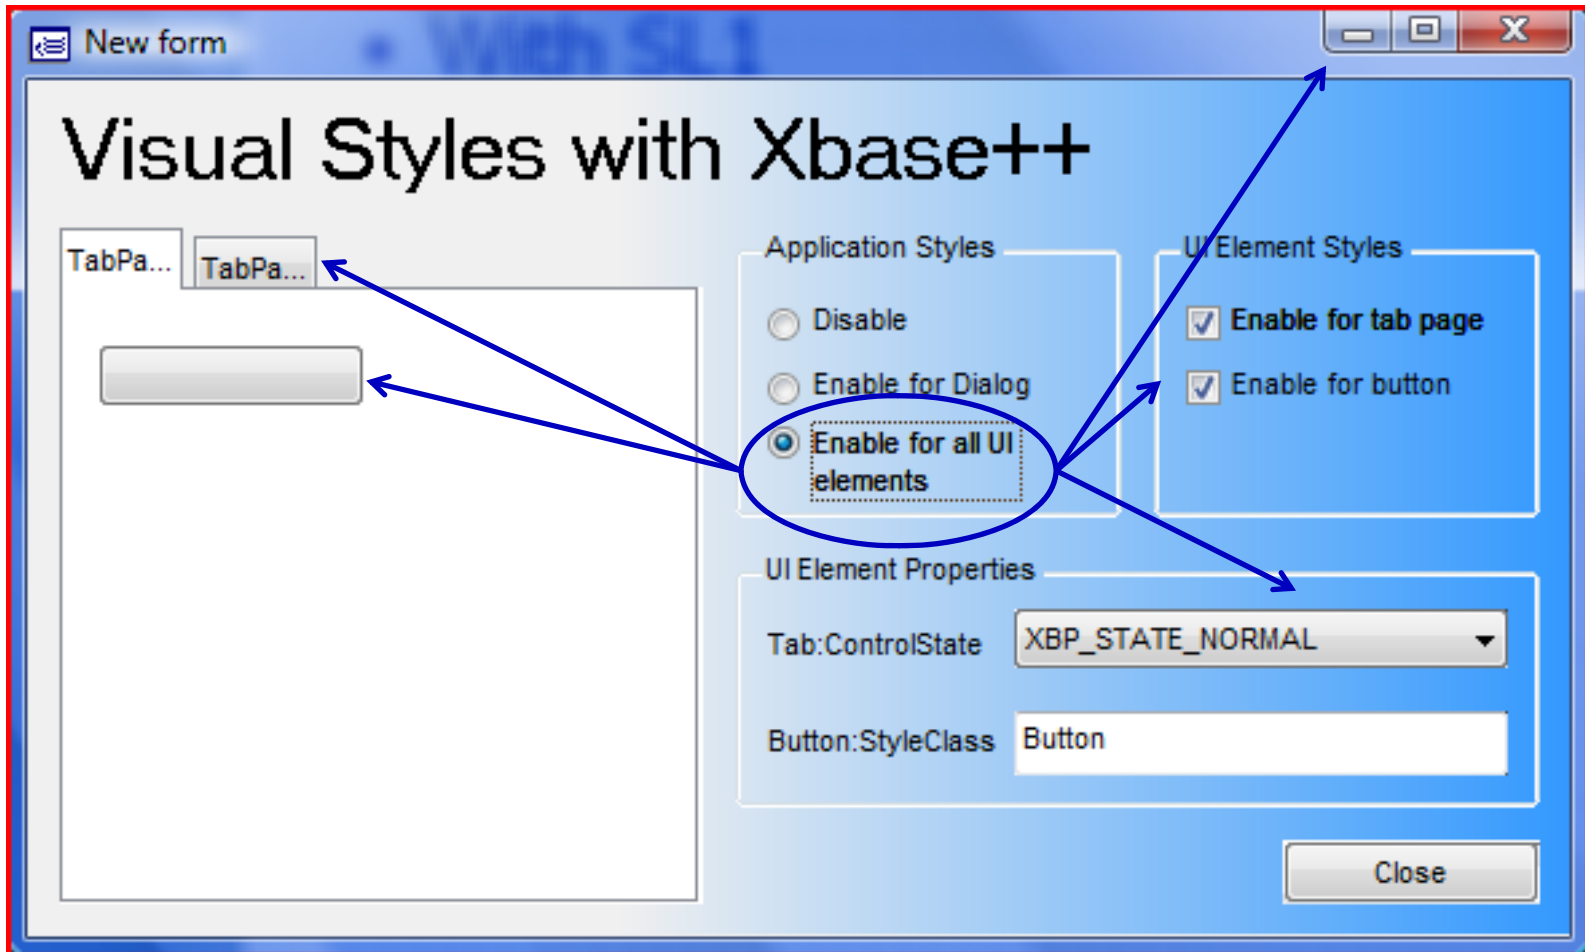 New form
• With SL1
Visual Styles with Xbase++
TabPa...
TabPa...
Application Styles
Disable
Enable for Dialog
Enable for all UI
elements
UI Element Styles
Enable for tab page
Enable for button
UI Element Properties
Tab:ControlState
XBP_STATE_NORMAL
Button:StyleClass
Button
Close